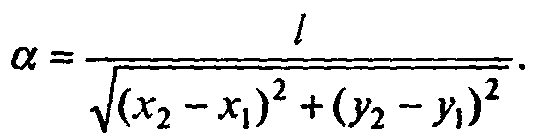 α = l / √((x₂ − x₁)² + (y₂ − y₁)²).